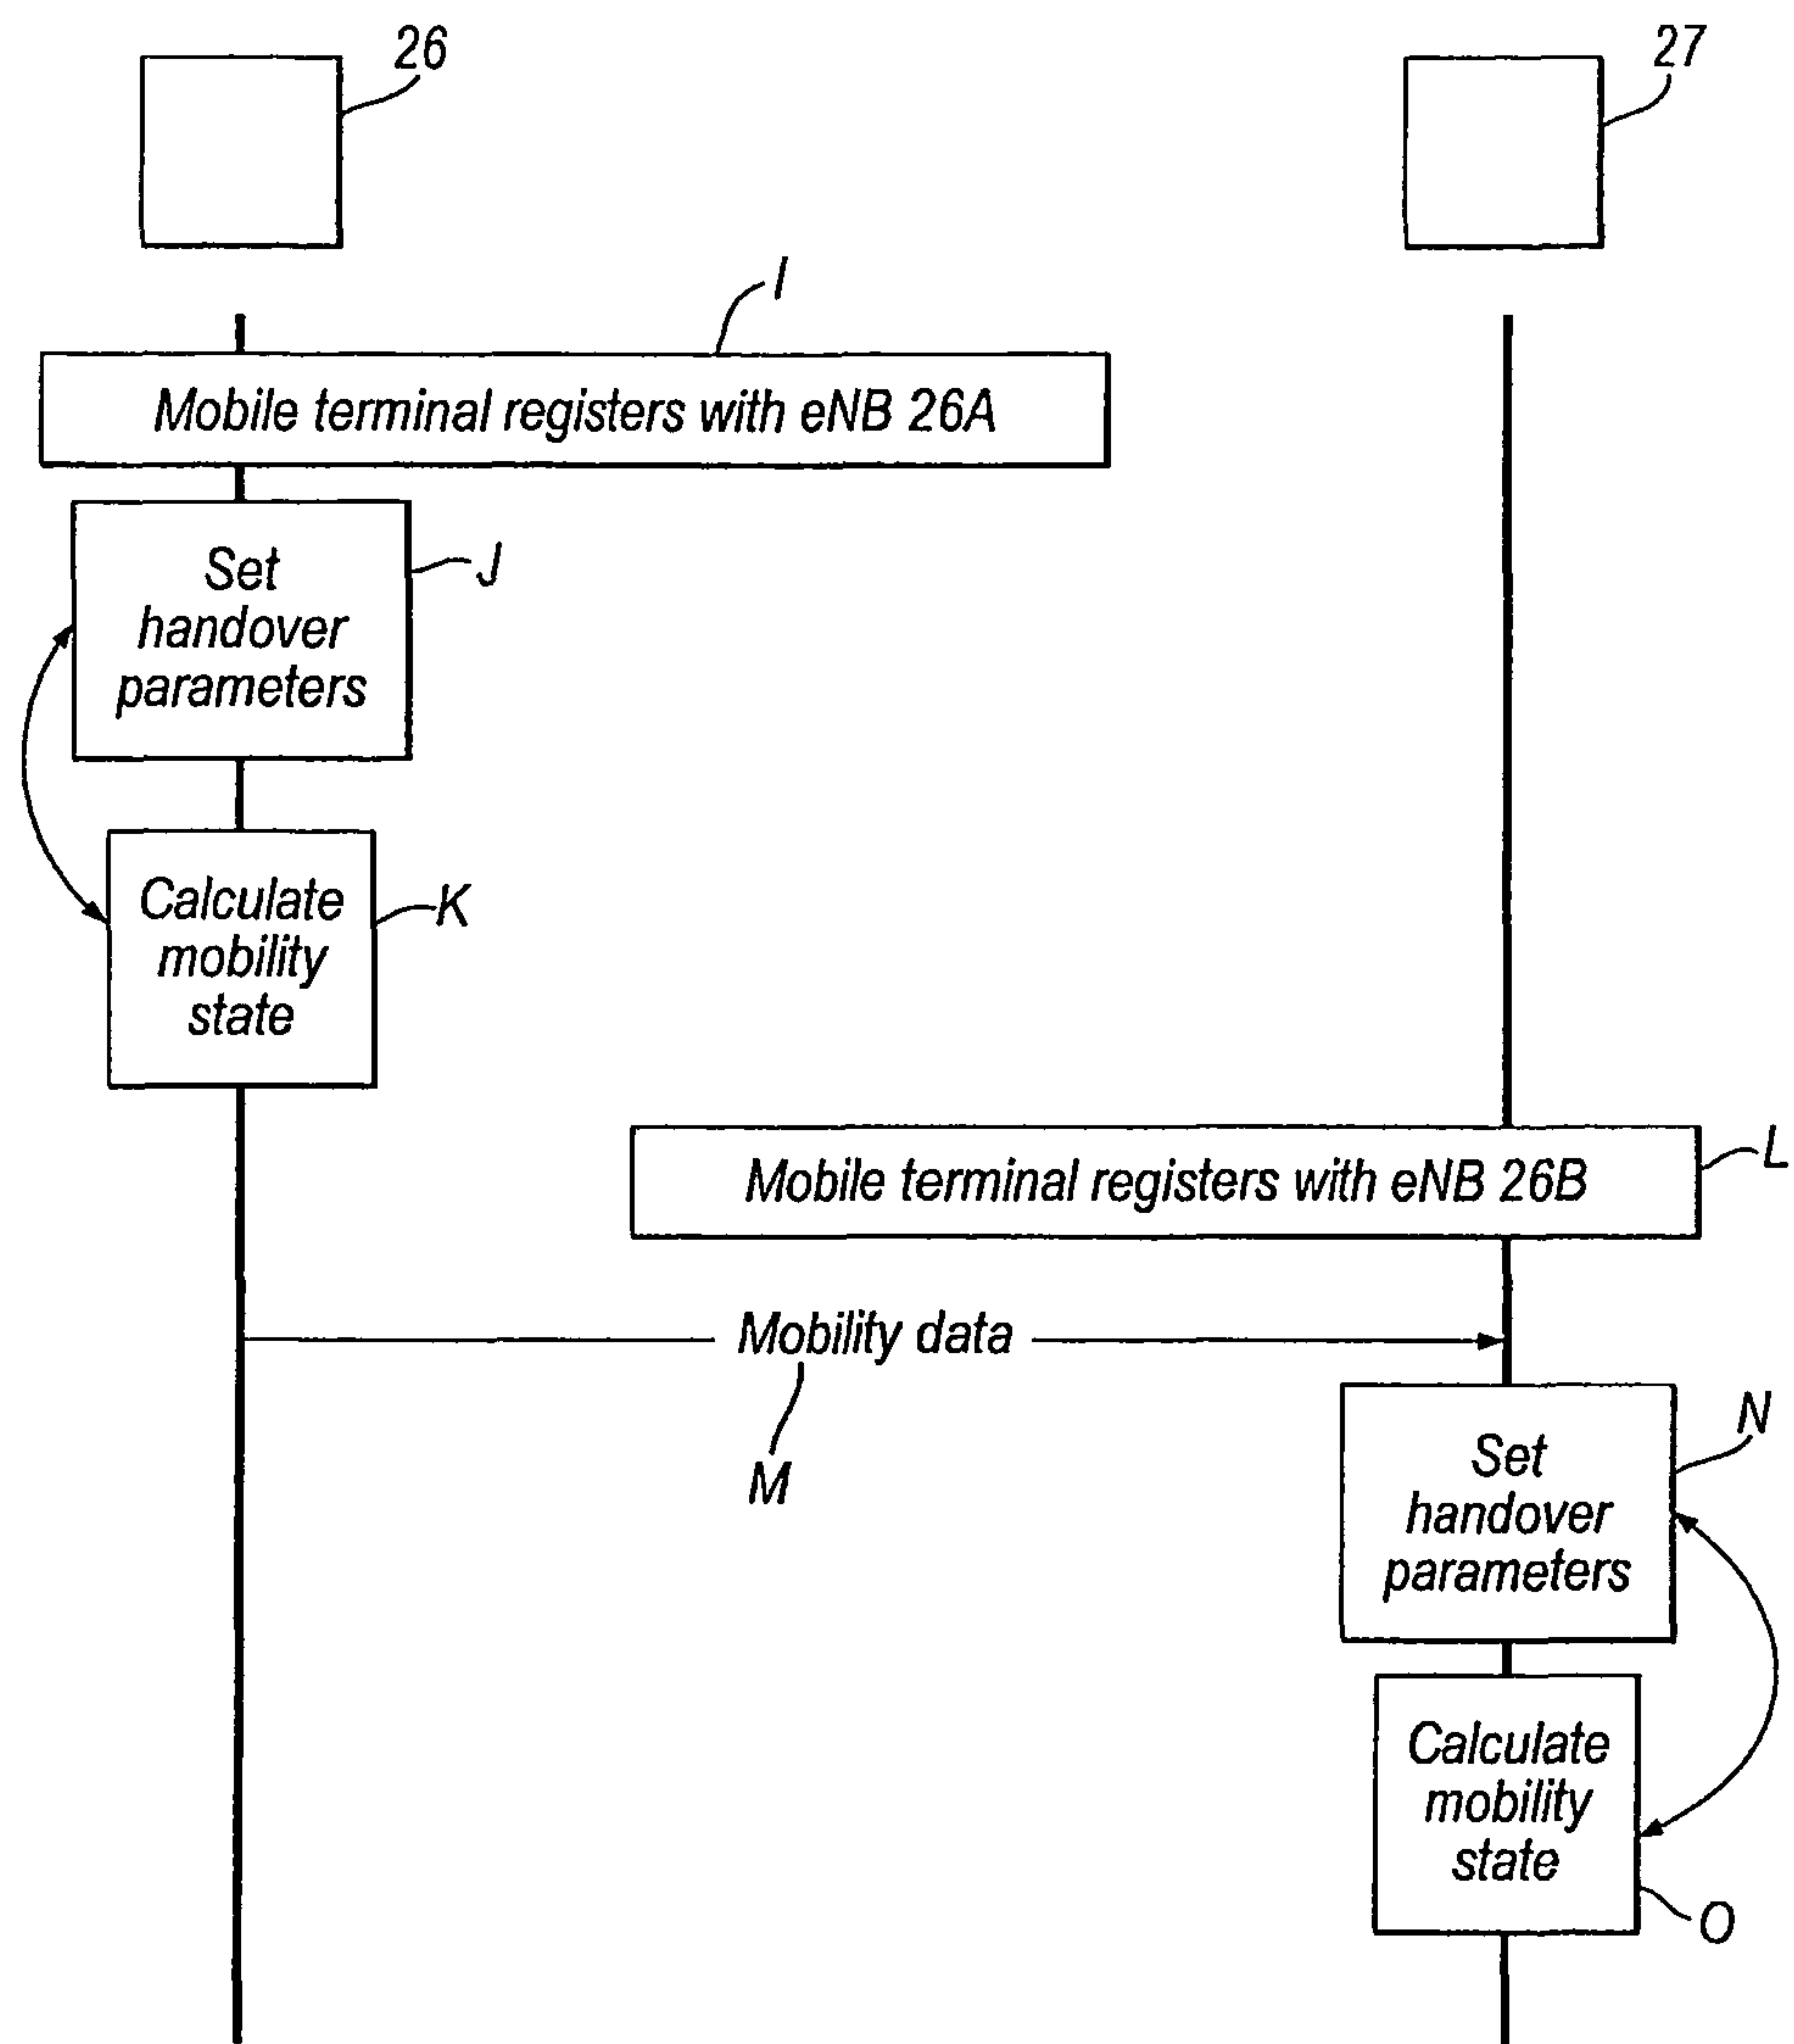 26
27
I
Mobile terminal registers with eNB 26A
Set
handover
parameters
J
Calculate
mobility
state
K
Mobile terminal registers with eNB 26B
L
Mobility data
M
Set
handover
parameters
N
Calculate
mobility
state
O